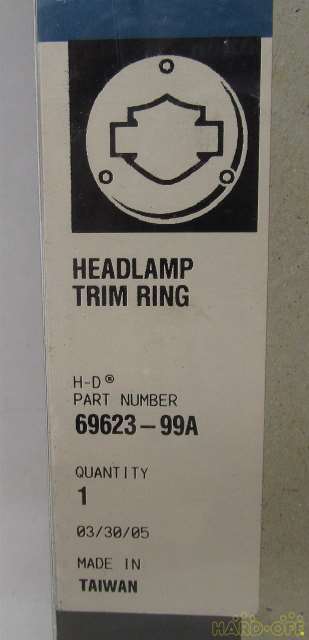 HEADLAMP
TRIM RING
H-D®
PART NUMBER
69623-99A
QUANTITY
1
03/30/05
MADE IN
TAIWAN
HARD-OFF